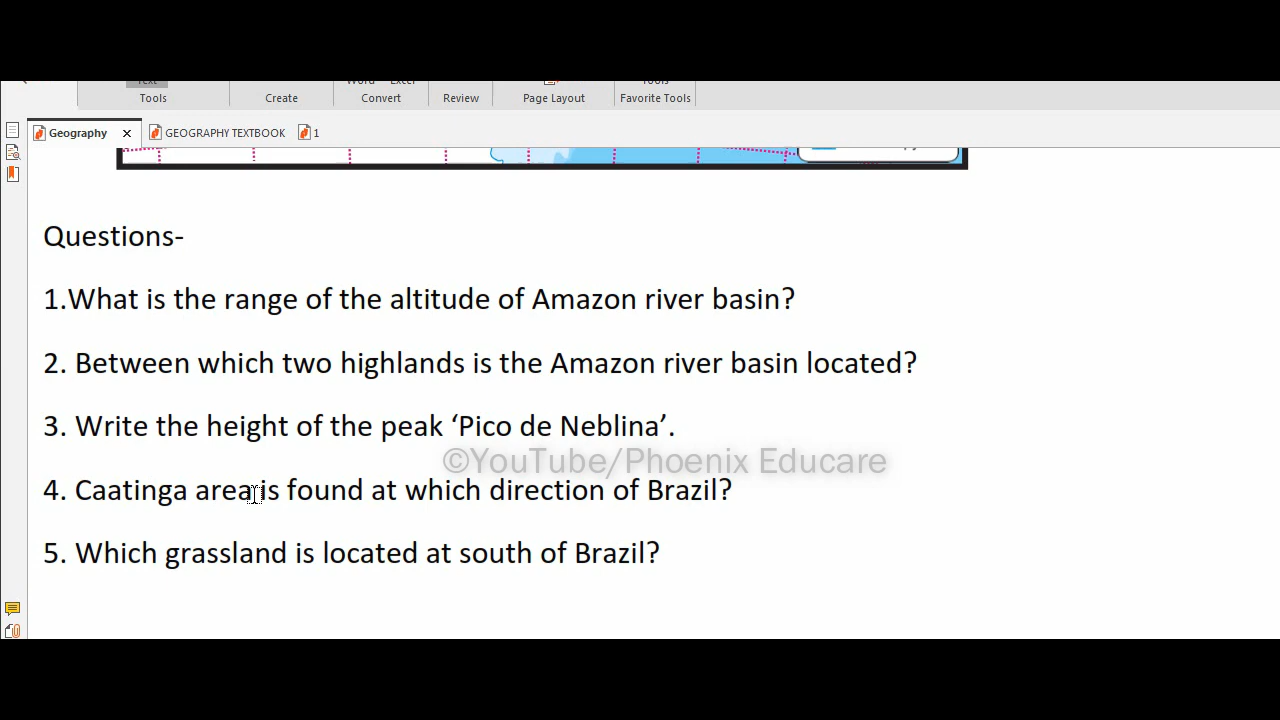 Tools Create Convert Review Page Layout Favorite Tools
Geography × GEOGRAPHY TEXTBOOK 1
Questions-
1.What is the range of the altitude of Amazon river basin?
2. Between which two highlands is the Amazon river basin located?
3. Write the height of the peak ‘Pico de Neblina’.
©YouTube/Phoenix Educare
4. Caatinga area is found at which direction of Brazil?
5. Which grassland is located at south of Brazil?